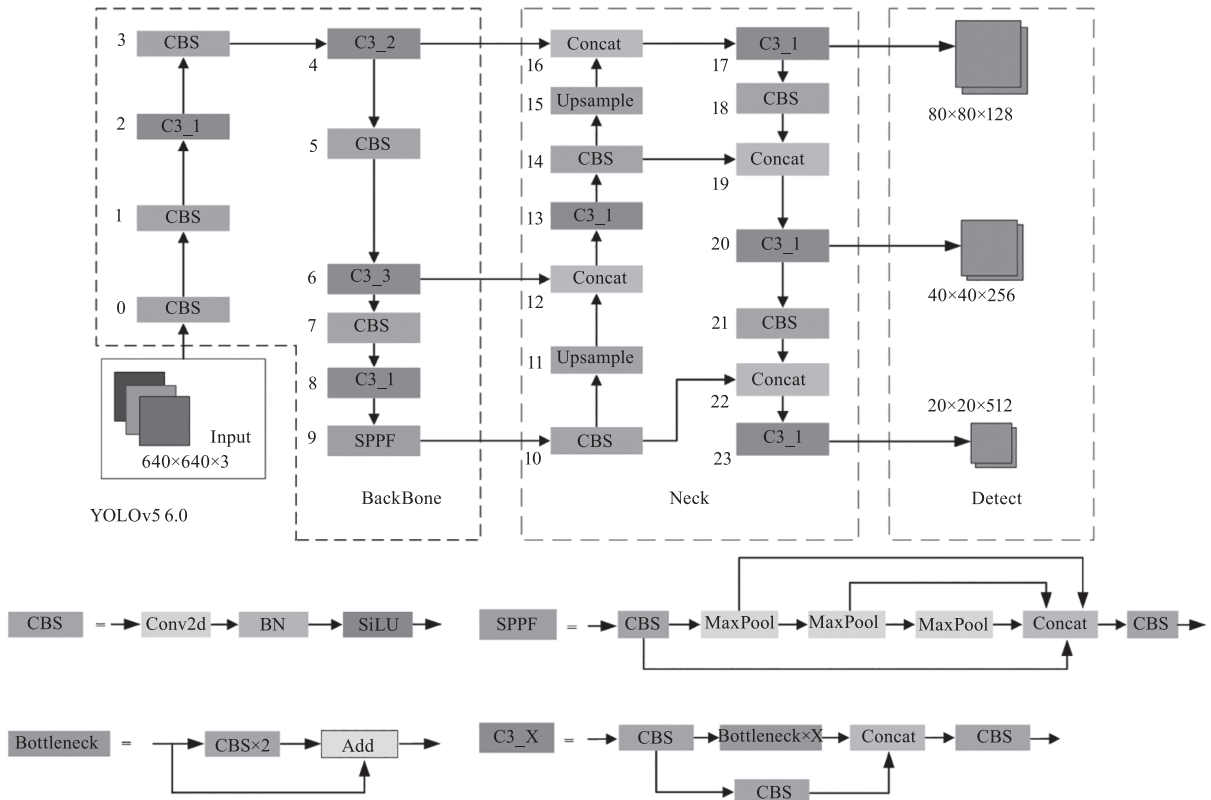 3
CBS
C3_2
4
Concat
16
C3_1
17
80×80×128
2
C3_1
5
CBS
15
Upsample
18
CBS
14
CBS
Concat
19
1
CBS
13
C3_1
20
C3_1
40×40×256
6
C3_3
Concat
12
0
CBS
7
CBS
21
CBS
11
Upsample
8
C3_1
Concat
22
20×20×512
Input
640×640×3
9
SPPF
CBS
10
C3_1
23
BackBone
Neck
Detect
YOLOv5 6.0
CBS = Conv2d BN SiLU
SPPF = CBS MaxPool MaxPool MaxPool Concat CBS
Bottleneck = CBS×2 Add
C3_X = CBS Bottleneck×X Concat CBS
CBS